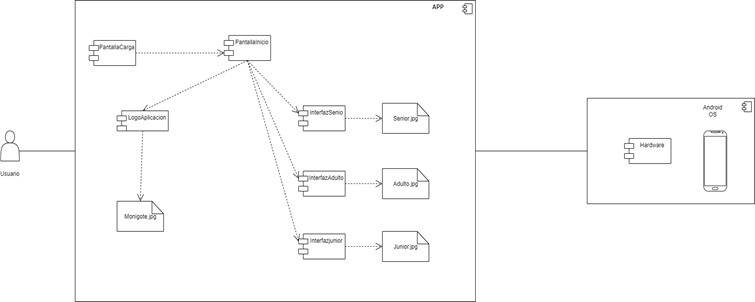 APP
PantallaCarga
PantallaInicio
LogoAplicacion
InterfazSenio
Senior.jpg
Android
OS
Hardware
Usuario
InterfazAdulto
Adulto.jpg
Monigote.jpg
Interfazjunior
Junior.jpg